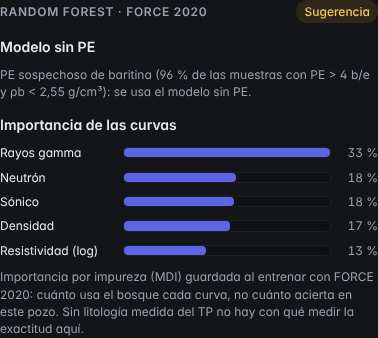 RANDOM FOREST · FORCE 2020
Sugerencia
Modelo sin PE
PE sospechoso de baritina (96 % de las muestras con PE > 4 b/e
y ρb < 2,55 g/cm³): se usa el modelo sin PE.
Importancia de las curvas
Rayos gamma 33 %
Neutrón 18 %
Sónico 18 %
Densidad 17 %
Resistividad (log) 13 %
Importancia por impureza (MDI) guardada al entrenar con FORCE
2020: cuánto usa el bosque cada curva, no cuánto acierta en
este pozo. Sin litología medida del TP no hay con qué medir la
exactitud aquí.